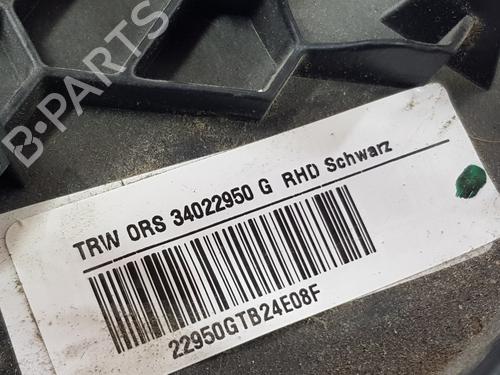 B-PARTS
TRW ORS 34022950 G RHD Schwarz
22950GTB24E08F